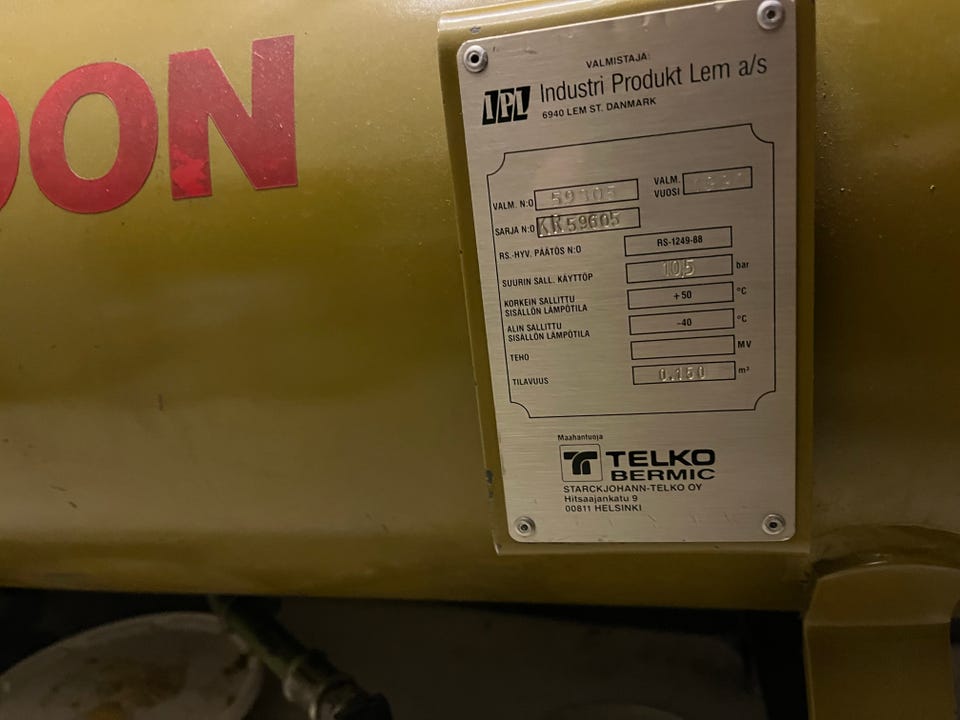 OON
VALMISTAJA:
IPL Industri Produkt Lem a/s
6940 LEM ST. DANMARK
VALM. N:O
VALM. VUOSI
SARJA N:O KK 59605
RS.-HYV. PÄÄTÖS N:O RS-1249-88
SUURIN SALL. KÄYTTÖP 10,5 bar
KORKEIN SALLITTU SISÄLLÖN LÄMPÖTILA +50 °C
ALIN SALLITTU SISÄLLÖN LÄMPÖTILA -40 °C
TEHO MV
TILAVUUS 0.150 m³
Maahantuoja
TELKO
BERMIC
STARCKJOHANN-TELKO OY
Hitsaajankatu 9
00811 HELSINKI